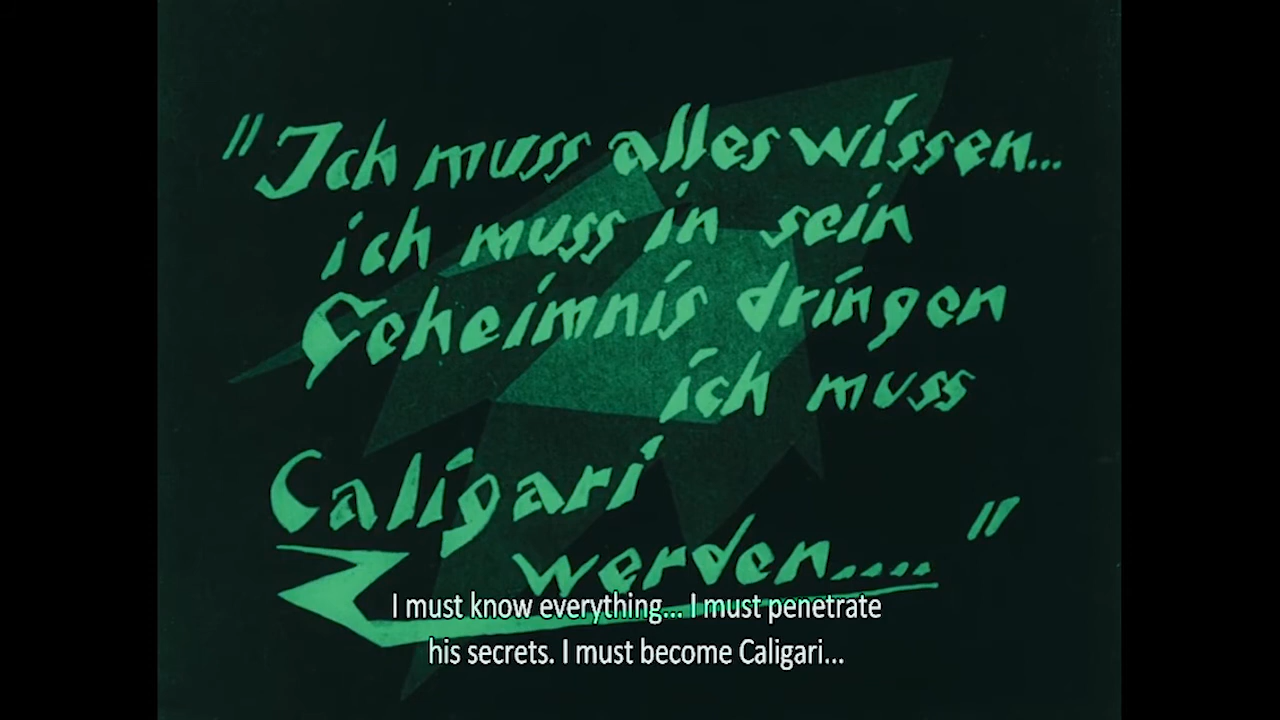 "Ich muss alles wissen...
ich muss in sein
Geheimnis dringen
ich muss
Caligari
werden...."
I must know everything... I must penetrate
his secrets. I must become Caligari...